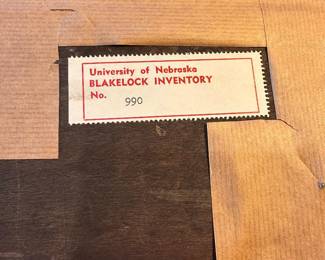 University of Nebraska
BLAKELOCK INVENTORY
No. 990